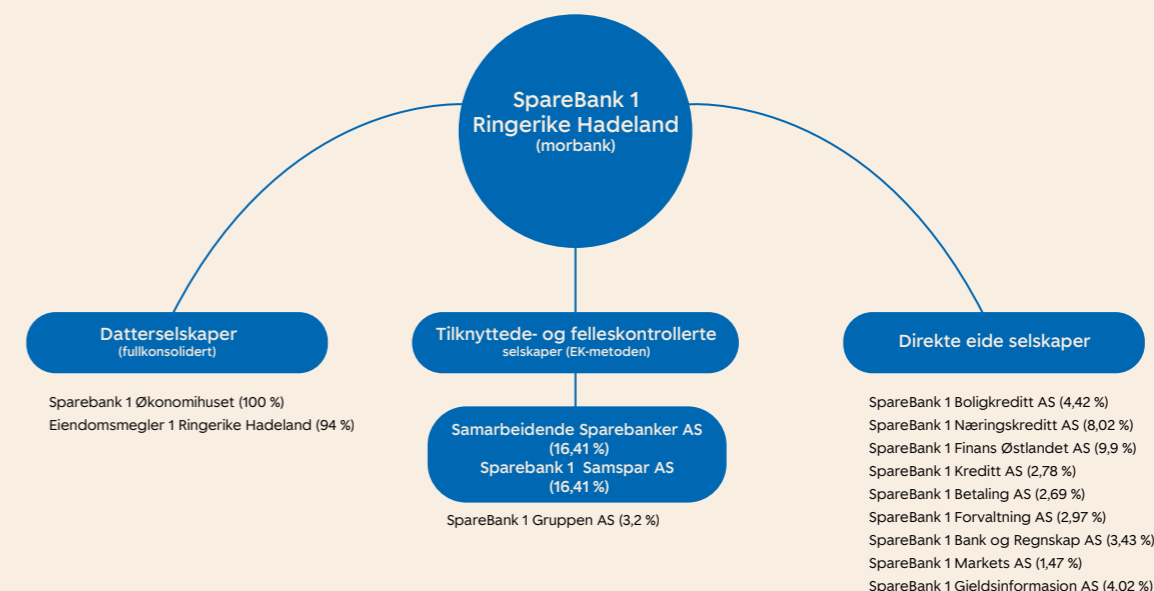 SpareBank 1
Ringerike Hadeland
(morbank)
Datterselskaper
(fullkonsolidert)
Sparebank 1 Økonomihuset (100 %)
Eiendomsmegler 1 Ringerike Hadeland (94 %)
Tilknyttede- og felleskontrollerte
selskaper (EK-metoden)
Samarbeidende Sparebanker AS
(16,41 %)
Sparebank 1 Samspar AS
(16,41 %)
SpareBank 1 Gruppen AS (3,2 %)
Direkte eide selskaper
SpareBank 1 Boligkreditt AS (4,42 %)
SpareBank 1 Næringskreditt AS (8,02 %)
SpareBank 1 Finans Østlandet AS (9,9 %)
SpareBank 1 Kreditt AS (2,78 %)
SpareBank 1 Betaling AS (2,69 %)
SpareBank 1 Forvaltning AS (2,97 %)
SpareBank 1 Bank og Regnskap AS (3,43 %)
SpareBank 1 Markets AS (1,47 %)
SpareBank 1 Gjeldsinformasjon AS (4,02 %)